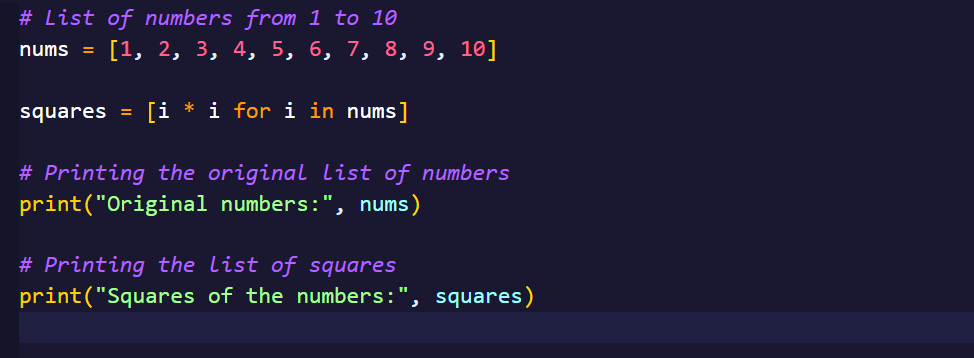 # List of numbers from 1 to 10
nums = [1, 2, 3, 4, 5, 6, 7, 8, 9, 10]
squares = [i * i for i in nums]
# Printing the original list of numbers
print("Original numbers:", nums)
# Printing the list of squares
print("Squares of the numbers:", squares)